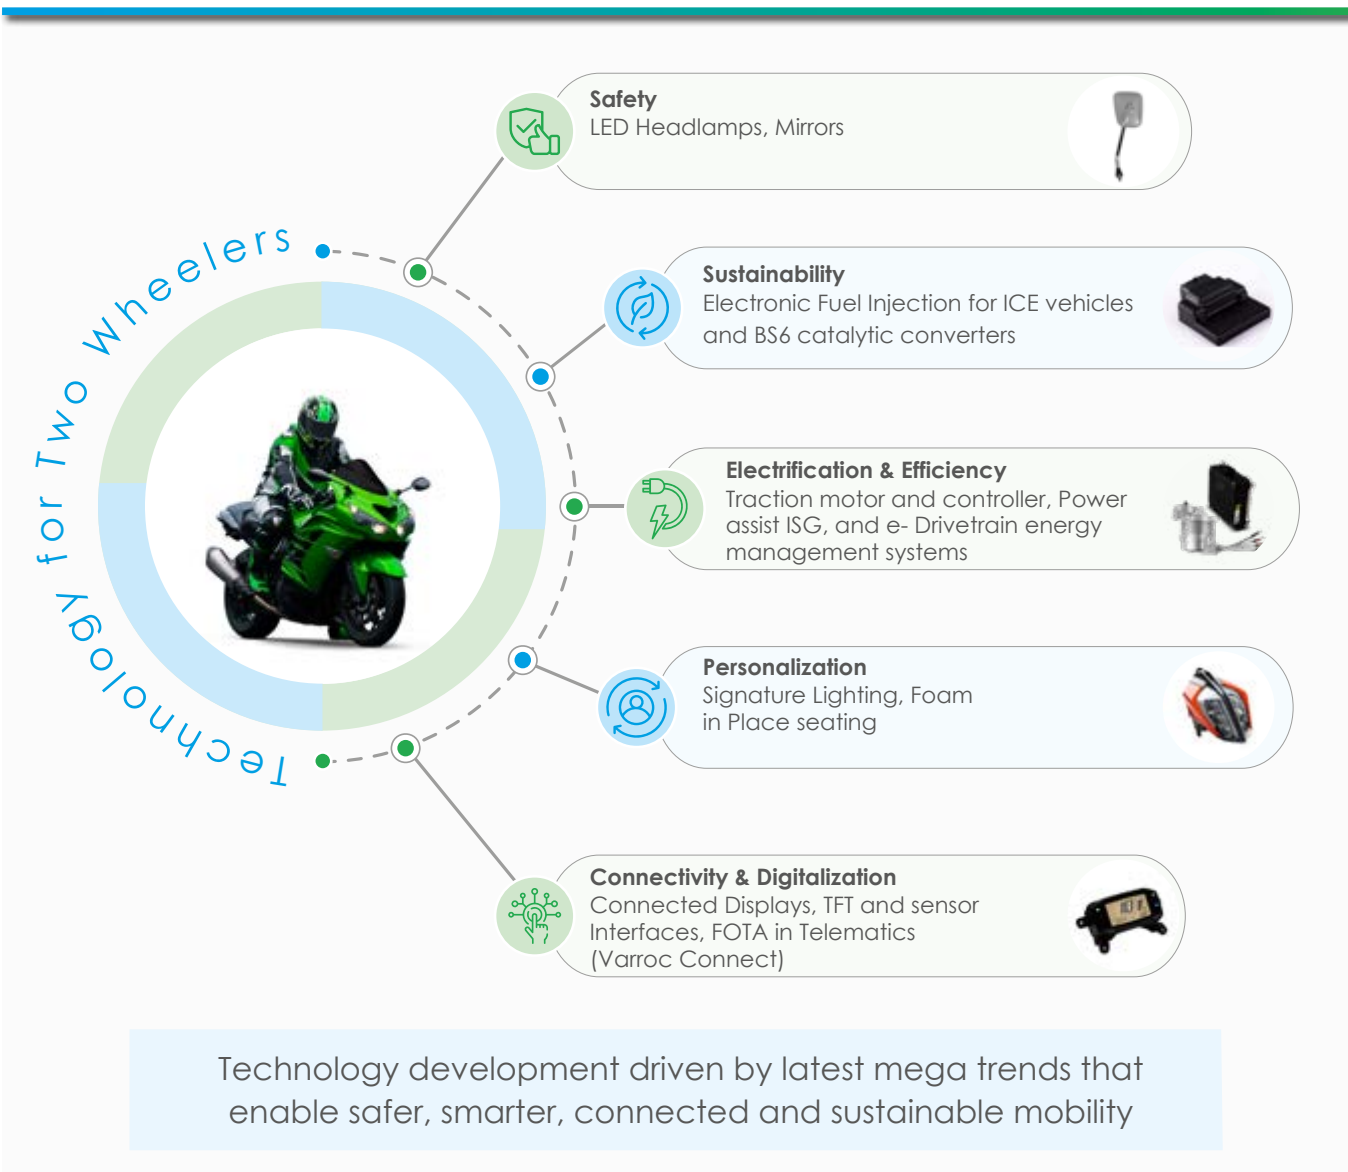 Technology for Two Wheelers
Safety
LED Headlamps, Mirrors
Sustainability
Electronic Fuel Injection for ICE vehicles
and BS6 catalytic converters
Electrification & Efficiency
Traction motor and controller, Power
assist ISG, and e- Drivetrain energy
management systems
Personalization
Signature Lighting, Foam
in Place seating
Connectivity & Digitalization
Connected Displays, TFT and sensor
Interfaces, FOTA in Telematics
(Varroc Connect)
Technology development driven by latest mega trends that
enable safer, smarter, connected and sustainable mobility